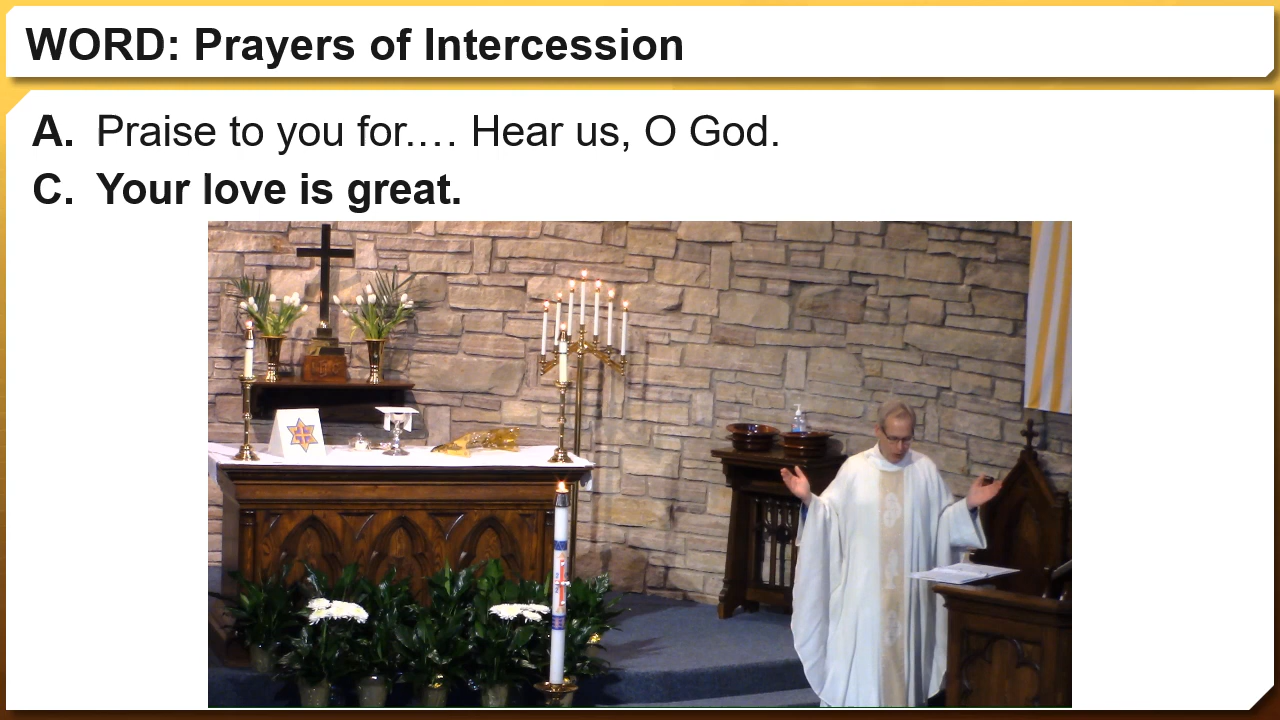 WORD: Prayers of Intercession
A. Praise to you for.… Hear us, O God.
C. Your love is great.